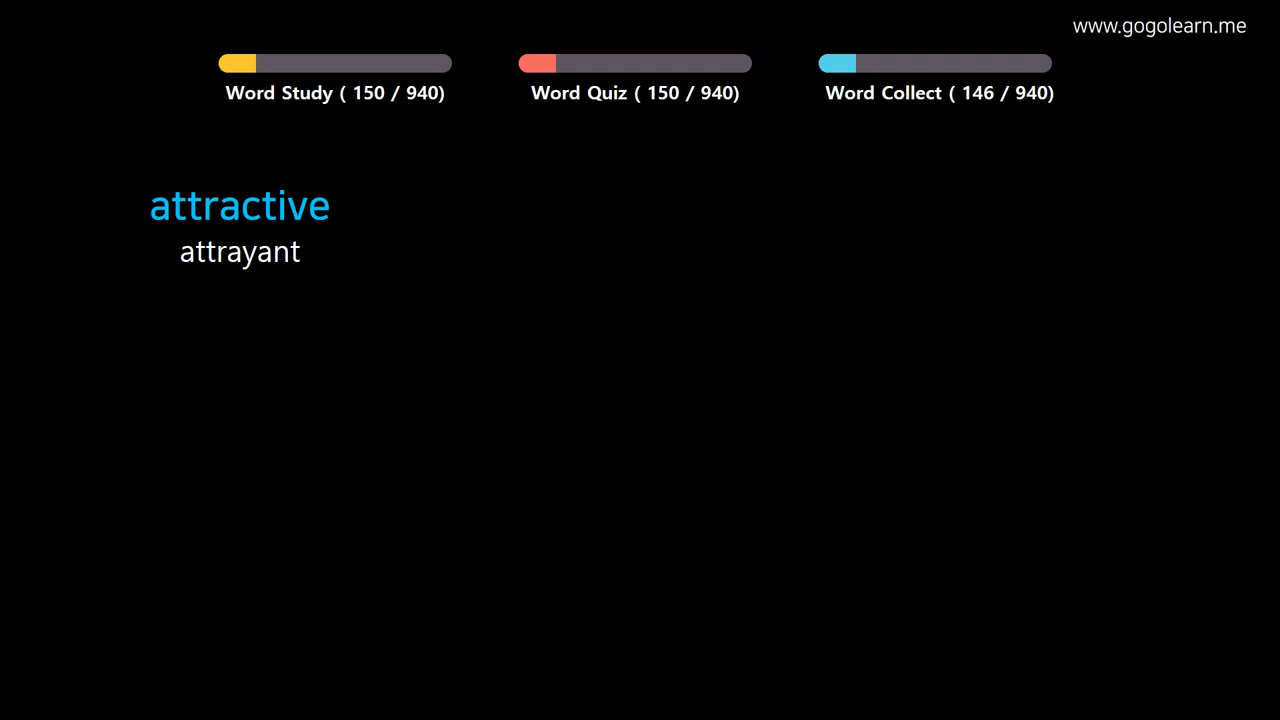 www.gogolearn.me
Word Study ( 150 / 940)
Word Quiz ( 150 / 940)
Word Collect ( 146 / 940)
attractive
attrayant